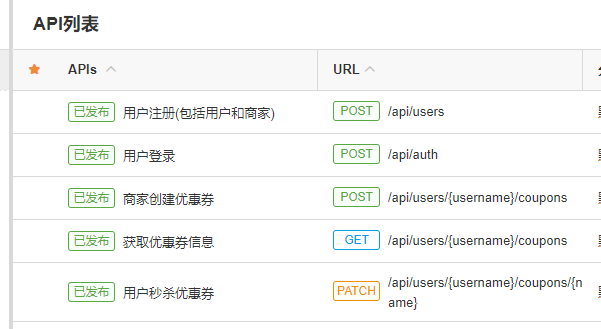 API列表
APIs URL
已发布 用户注册(包括用户和商家) POST /api/users
已发布 用户登录 POST /api/auth
已发布 商家创建优惠券 POST /api/users/{username}/coupons
已发布 获取优惠券信息 GET /api/users/{username}/coupons
已发布 用户秒杀优惠券 PATCH /api/users/{username}/coupons/{n
ame}